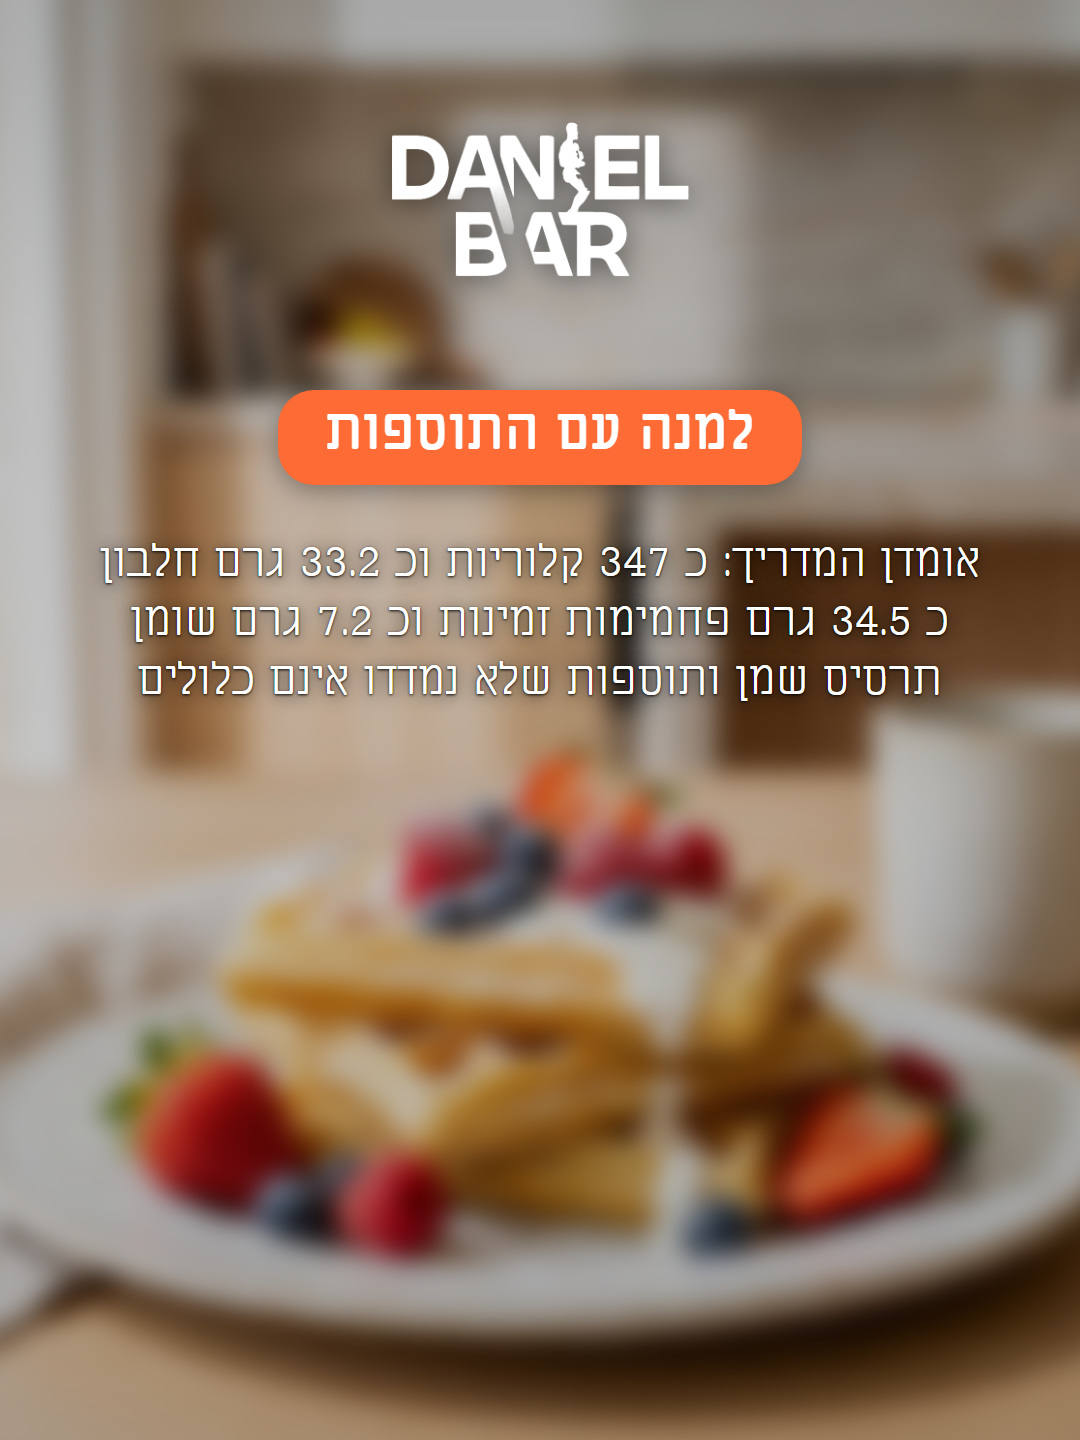 DANIEL
BAR
למנה עם התוספות
אומדן המדריך: כ 347 קלוריות וכ 33.2 גרם חלבון
כ 34.5 גרם פחמימות זמינות וכ 7.2 גרם שומן
תרסיס שמן ותוספות שלא נמדדו אינם כלולים